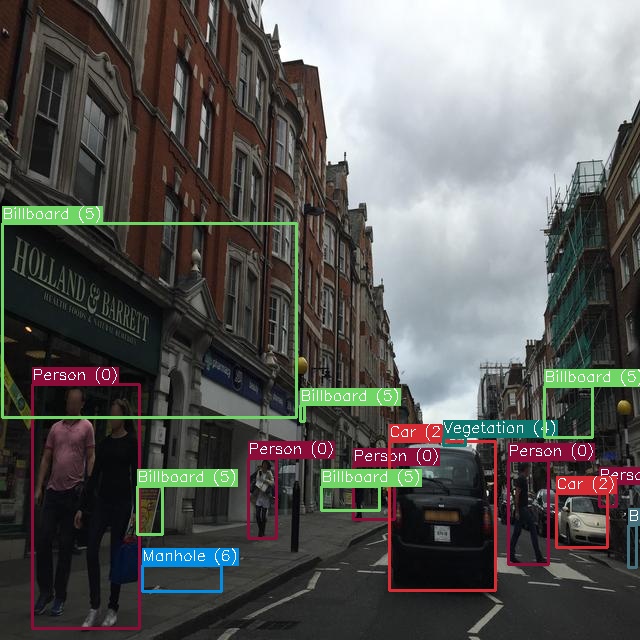 Billboard (5)
HOLLAND & BARRETT
HEALTH FOODS & NATURAL REMEDIES
pharmacy
Person (0)
Billboard (5)
Billboard (5)
Car (2)
Vegetation (4)
Person (0)
Person (0)
Person (0)
Billboard (5)
Billboard (5)
Car (2)
Perso
B
Manhole (6)